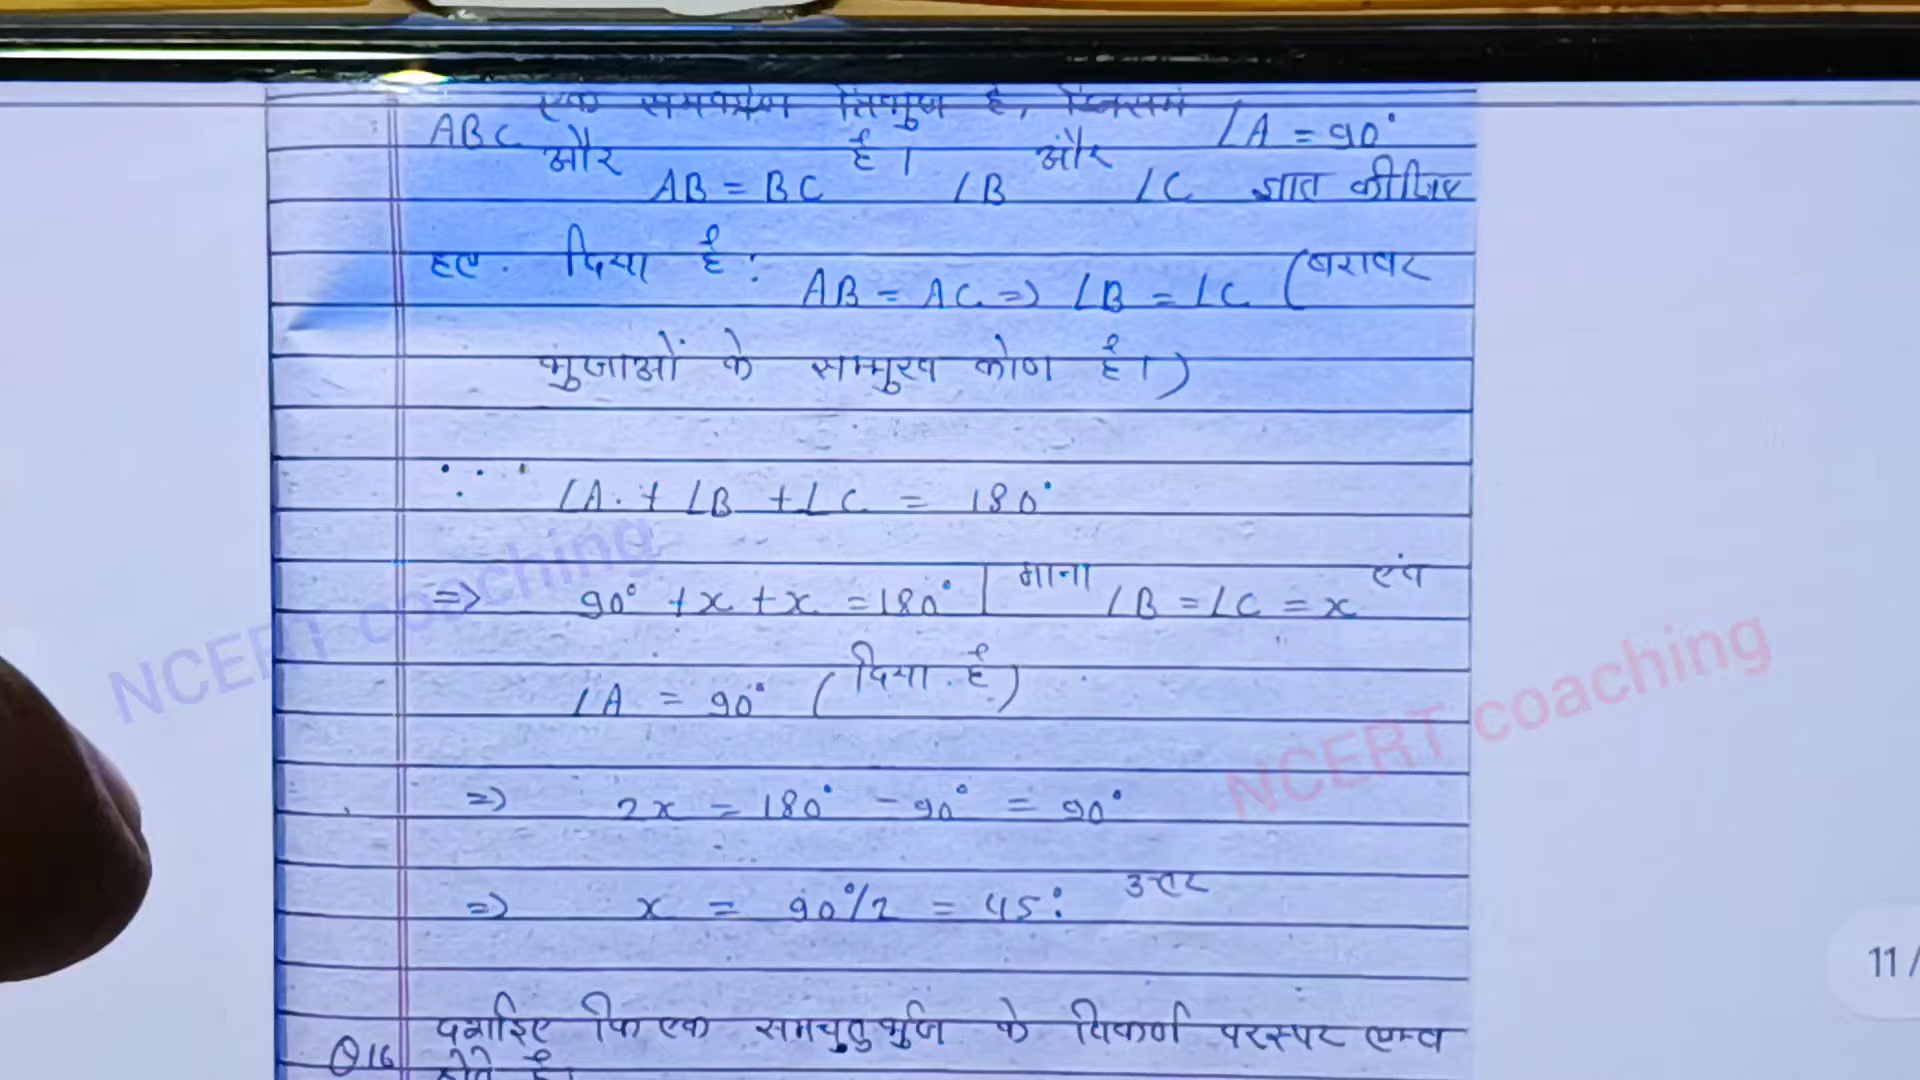 एक समकोण त्रिभुज है, जिसमें
ABC और है। और ∠A = 90°
AB = BC ∠B ∠C ज्ञात कीजिए
हल. दिया है:
AB = AC => ∠B = ∠C (बराबर
भुजाओं के सम्मुख कोण है।)
∵ ∠A + ∠B + ∠C = 180°
=> 90° + x + x = 180° | माना ∠B = ∠C = x एंव
∠A = 90° (दिया है)
=> 2x = 180° - 90° = 90°
=> x = 90°/2 = 45° उत्तर
Q16 दर्शाइए कि एक समचुतुर्भुज के विकर्ण परस्पर लम्ब
होते है।
NCERT coaching
NCERT coaching
11 /